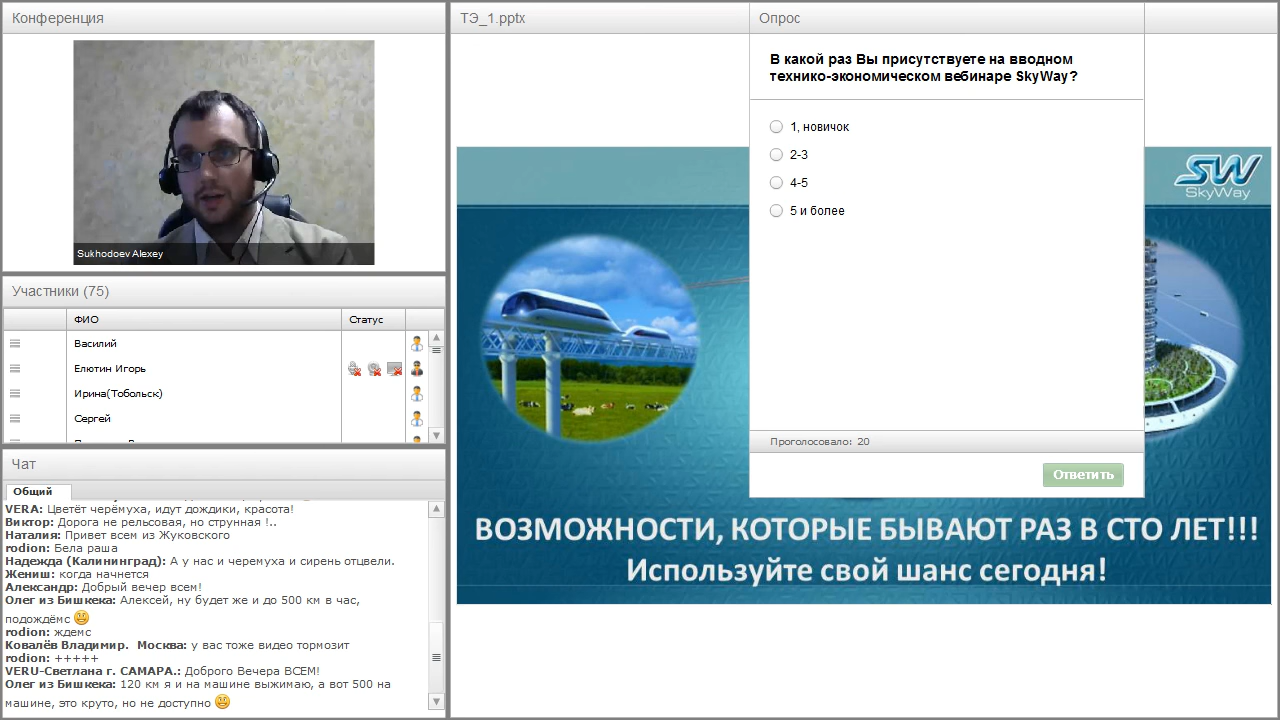 Конференция
Sukhodoev Alexey
Участники (75)
ФИО
Статус
Василий
Елютин Игорь
Ирина(Тобольск)
Сергей
Чат
Общий
VERA: Цветёт черёмуха, идут дождики, красота!
Виктор: Дорога не рельсовая, но струнная !..
Наталия: Привет всем из Жуковского
rodion: Бела раша
Надежда (Калининград): А у нас и черемуха и сирень отцвели.
Жениш: когда начнется
Александр: Добрый вечер всем!
Олег из Бишкека: Алексей, ну будет же и до 500 км в час,
подождёмс
rodion: ждемс
Ковалёв Владимир. Москва: у вас тоже видео тормозит
rodion: +++++
VERU-Светлана г. САМАРА.: Доброго Вечера ВСЕМ!
Олег из Бишкека: 120 км я и на машине выжимаю, а вот 500 на
машине, это круто, но не доступно
ТЭ_1.pptx
Опрос
В какой раз Вы присутствуете на вводном
технико-экономическом вебинаре SkyWay?
1, новичок
2-3
4-5
5 и более
Проголосовало: 20
Ответить
SW
SkyWay
ВОЗМОЖНОСТИ, КОТОРЫЕ БЫВАЮТ РАЗ В СТО ЛЕТ!!!
Используйте свой шанс сегодня!